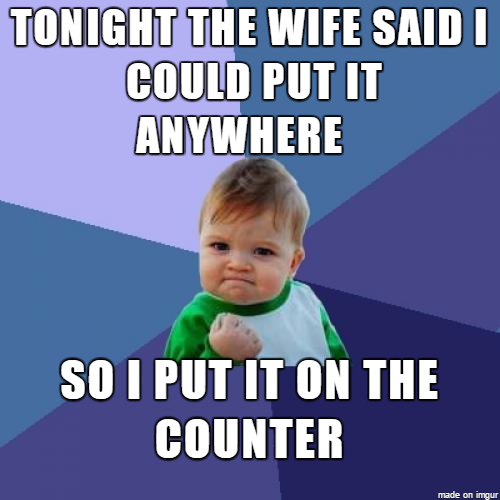 TONIGHT THE WIFE SAID I
COULD PUT IT
ANYWHERE
SO I PUT IT ON THE
COUNTER
made on imgur